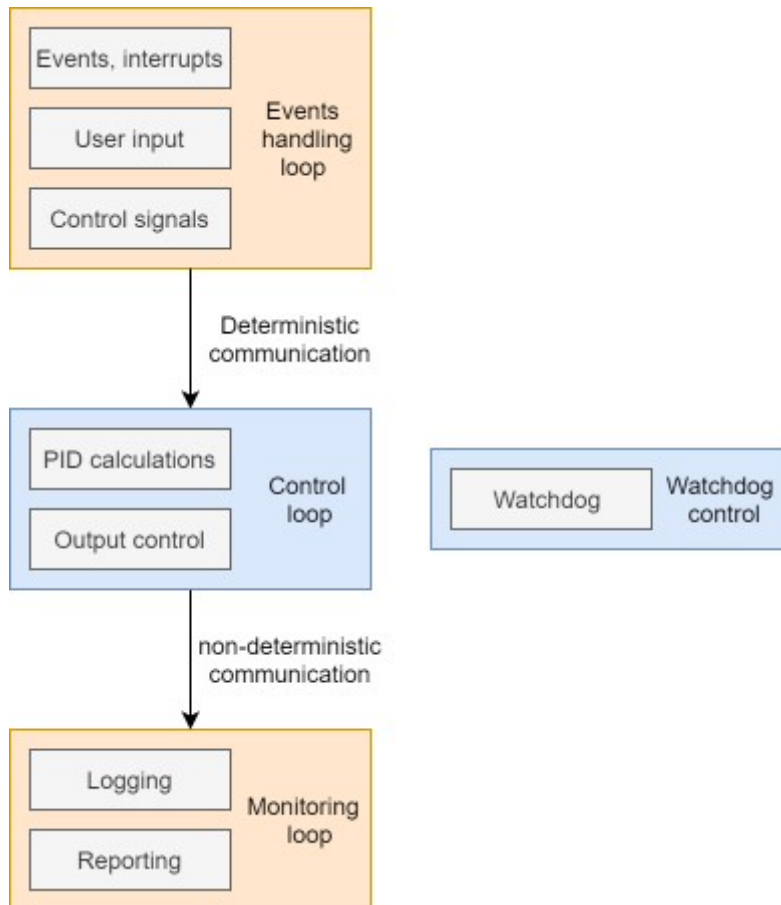 Events, interrupts
User input
Control signals
Events
handling
loop
Deterministic
communication
PID calculations
Output control
Control
loop
Watchdog
Watchdog
control
non-deterministic
communication
Logging
Reporting
Monitoring
loop